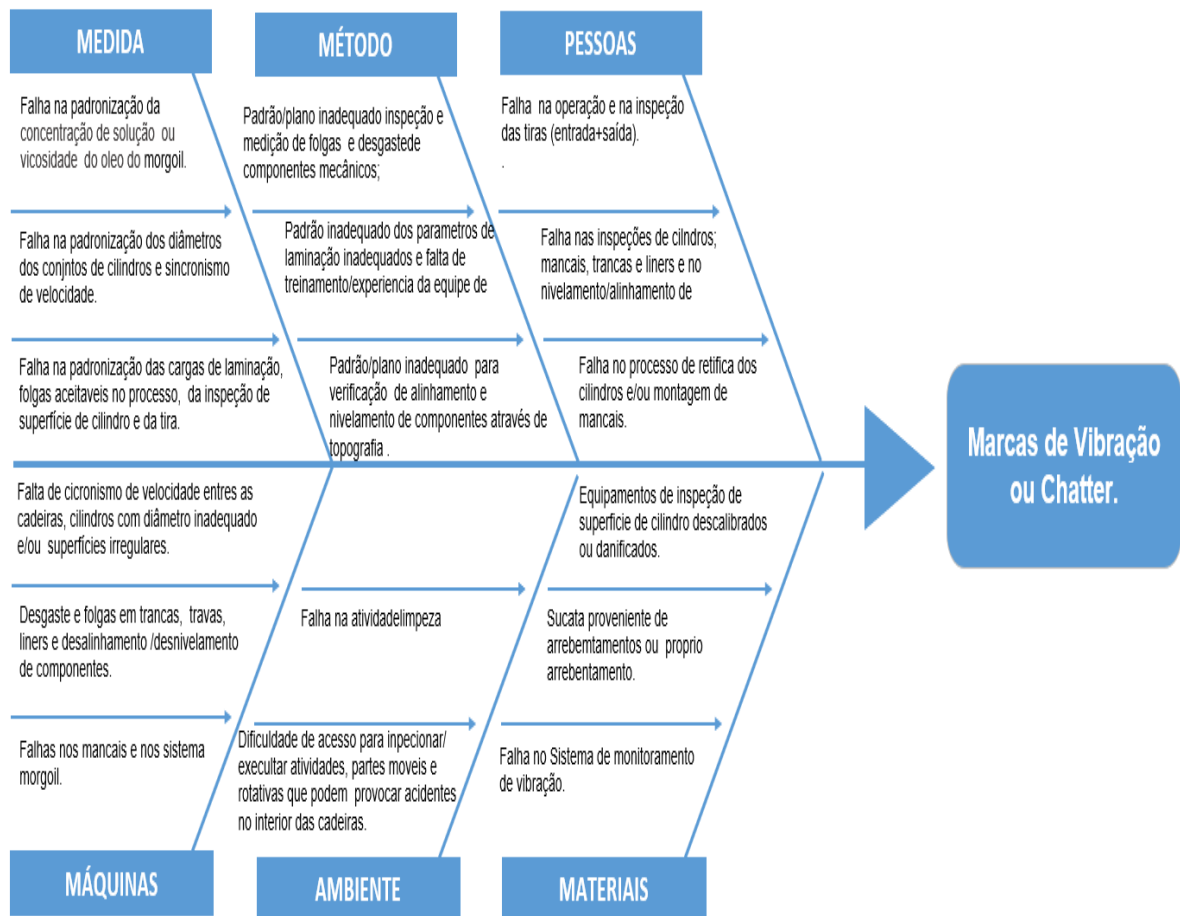 MEDIDA
Falha na padronização da
concentração de solução ou
vicosidade do oleo do morgoil.
Falha na padronização dos diâmetros
dos conjntos de cilindros e sincronismo
de velocidade.
Falha na padronização das cargas de laminação,
folgas aceitaveis no processo, da inspeção de
superfície de cilindro e da tira.
MÉTODO
Padrão/plano inadequado inspeção e
medição de folgas e desgastede
componentes mecânicos;
Padrão inadequado dos parametros de
laminação inadequados e falta de
treinamento/experiencia da equipe de
Padrão/plano inadequado para
verificação de alinhamento e
nivelamento de componentes através de
topografia .
PESSOAS
Falha na operação e na inspeção
das tiras (entrada+saída).
.
Falha nas inspeções de cilndros;
mancais, trancas e liners e no
nivelamento/alinhamento de
Falha no processo de retifica dos
cilindros e/ou montagem de
mancais.
Marcas de Vibração
ou Chatter.
Falta de cicronismo de velocidade entres as
cadeiras, cilindros com diâmetro inadequado
e/ou superfícies irregulares.
Desgaste e folgas em trancas, travas,
liners e desalinhamento /desnivelamento
de componentes.
Falhas nos mancais e nos sistema
morgoil.
MÁQUINAS
Falha na atividadelimpeza
Dificuldade de acesso para inpecionar/
execultar atividades, partes moveis e
rotativas que podem provocar acidentes
no interior das cadeiras.
AMBIENTE
Equipamentos de inspeção de
superficie de cilindro descalibrados
ou danificados.
Sucata proveniente de
arrebemtamentos ou proprio
arrebentamento.
Falha no Sistema de monitoramento
de vibração.
MATERIAIS